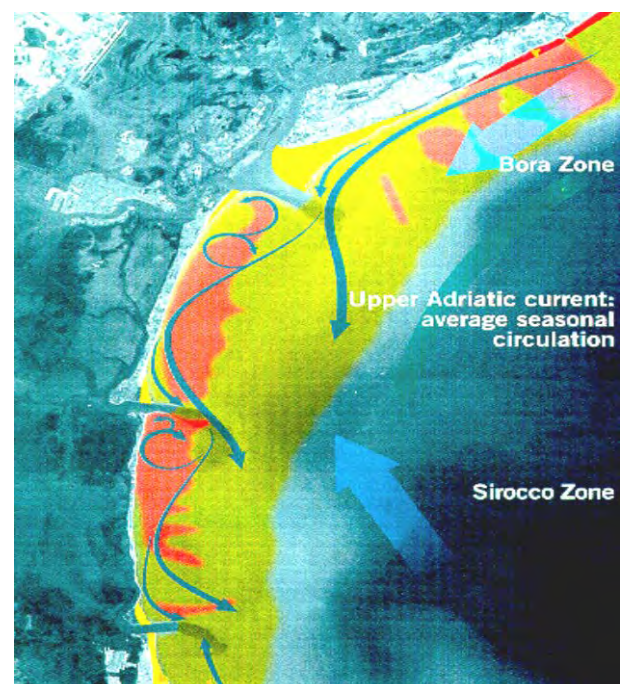 Bora Zone
Upper Adriatic current:
average seasonal
circulation
Sirocco Zone